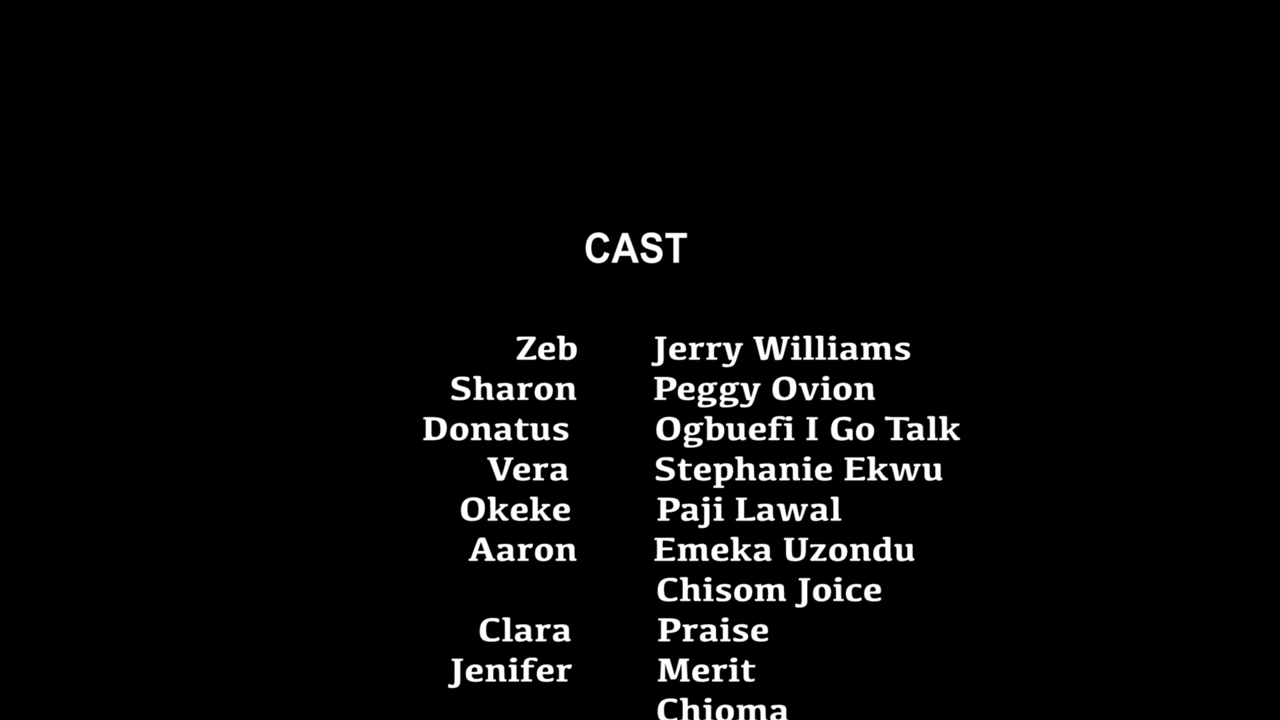 CAST
Zeb Jerry Williams
Sharon Peggy Ovion
Donatus Ogbuefi I Go Talk
Vera Stephanie Ekwu
Okeke Paji Lawal
Aaron Emeka Uzondu
Chisom Joice
Clara Praise
Jenifer Merit
Chioma